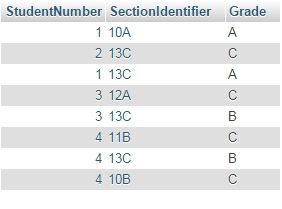 StudentNumber SectionIdentifier Grade
1 10A A
2 13C C
1 13C A
3 12A C
3 13C B
4 11B C
4 13C B
4 10B C